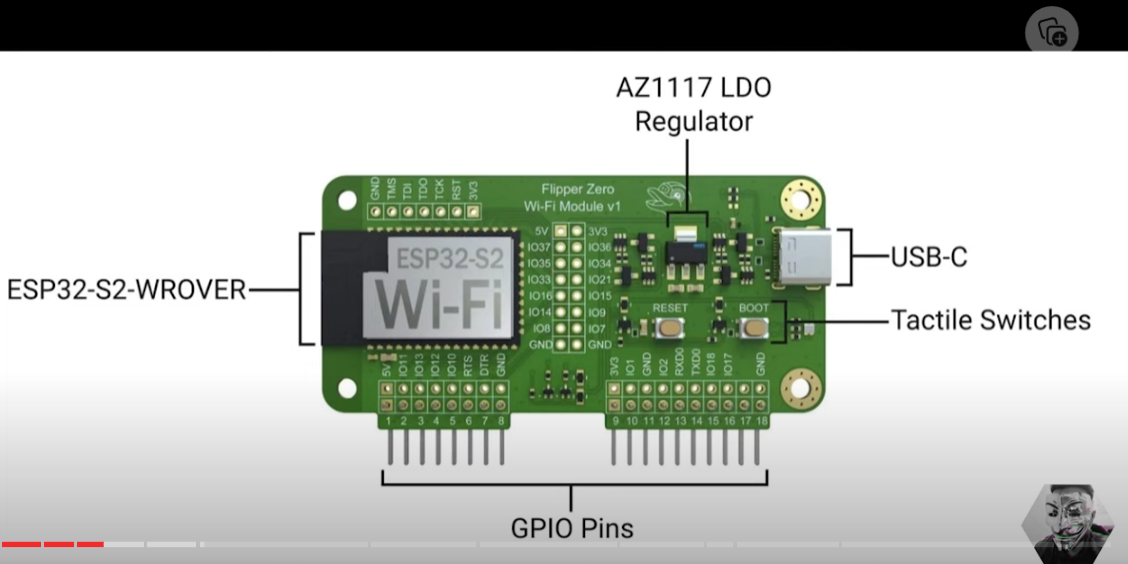 AZ1117 LDO
Regulator
GND
TMS
TDI
TDO
TCK
RST
3V3
Flipper Zero
Wi-Fi Module v1
5V
3V3
IO37
IO36
IO35
IO34
IO33
IO21
IO16
IO15
IO14
IO9
IO8
IO7
GND
GND
ESP32-S2
Wi-Fi
ESP32-S2-WROVER
USB-C
RESET
BOOT
Tactile Switches
5V
IO11
IO13
IO12
IO10
RTS
DTR
GND
3V3
IO1
GND
IO2
RXD0
TXD0
IO18
IO17
GND
1 2 3 4 5 6 7 8
9 10 11 12 13 14 15 16 17 18
GPIO Pins